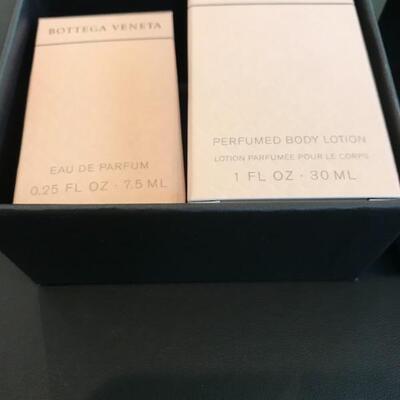 BOTTEGA VENETA
EAU DE PARFUM
0.25 FL OZ · 7.5 ML
PERFUMED BODY LOTION
LOTION PARFUMÉE POUR LE CORPS
1 FL OZ · 30 ML